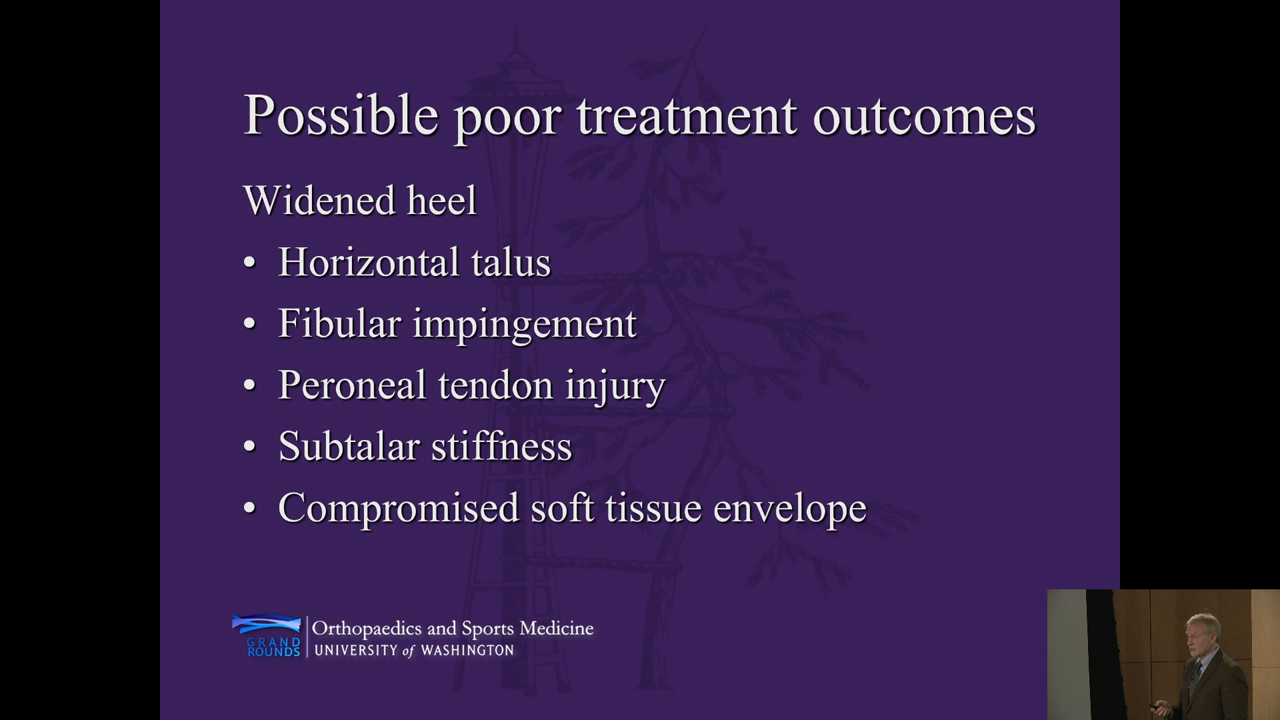 Possible poor treatment outcomes
Widened heel
• Horizontal talus
• Fibular impingement
• Peroneal tendon injury
• Subtalar stiffness
• Compromised soft tissue envelope
GRAND
ROUNDS
Orthopaedics and Sports Medicine
UNIVERSITY of WASHINGTON